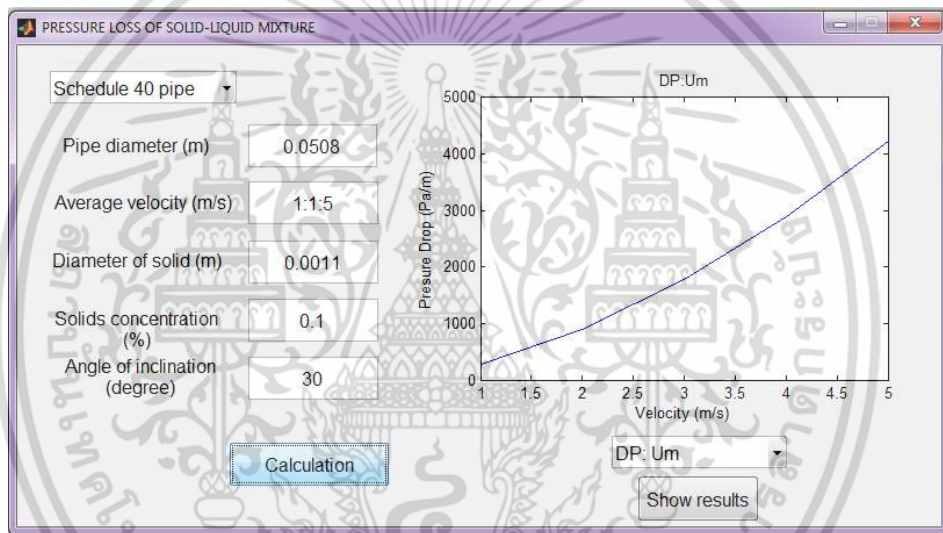 PRESSURE LOSS OF SOLID-LIQUID MIXTURE
Schedule 40 pipe
Pipe diameter (m)
0.0508
Average velocity (m/s)
1:1:5
Diameter of solid (m)
0.0011
Solids concentration
(%)
0.1
Angle of inclination
(degree)
30
Calculation
DP:Um
5000
4000
3000
2000
1000
0
Presure Drop (Pa/m)
1
1.5
2
2.5
3
3.5
4
4.5
5
Velocity (m/s)
DP: Um
Show results